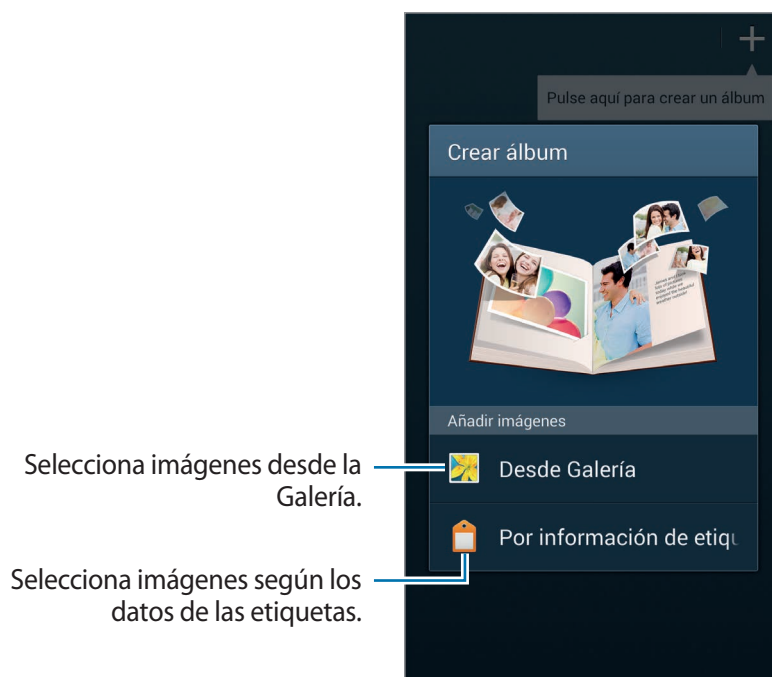 Pulse aquí para crear un álbum
Crear álbum
Añadir imágenes
Selecciona imágenes desde la
Galería.
Desde Galería
Selecciona imágenes según los
datos de las etiquetas.
Por información de etiqu